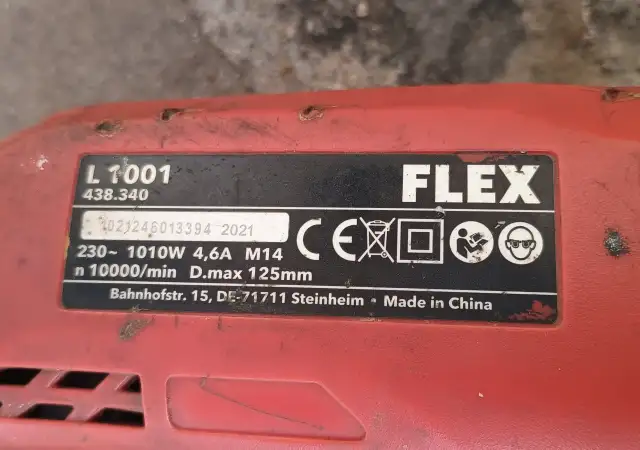 L 1001
FLEX
438.340
2021
230~ 1010W 4,6A M14
n 10000/min D.max 125mm
Bahnhofstr. 15, DE-71711 Steinheim • Made in China
CE